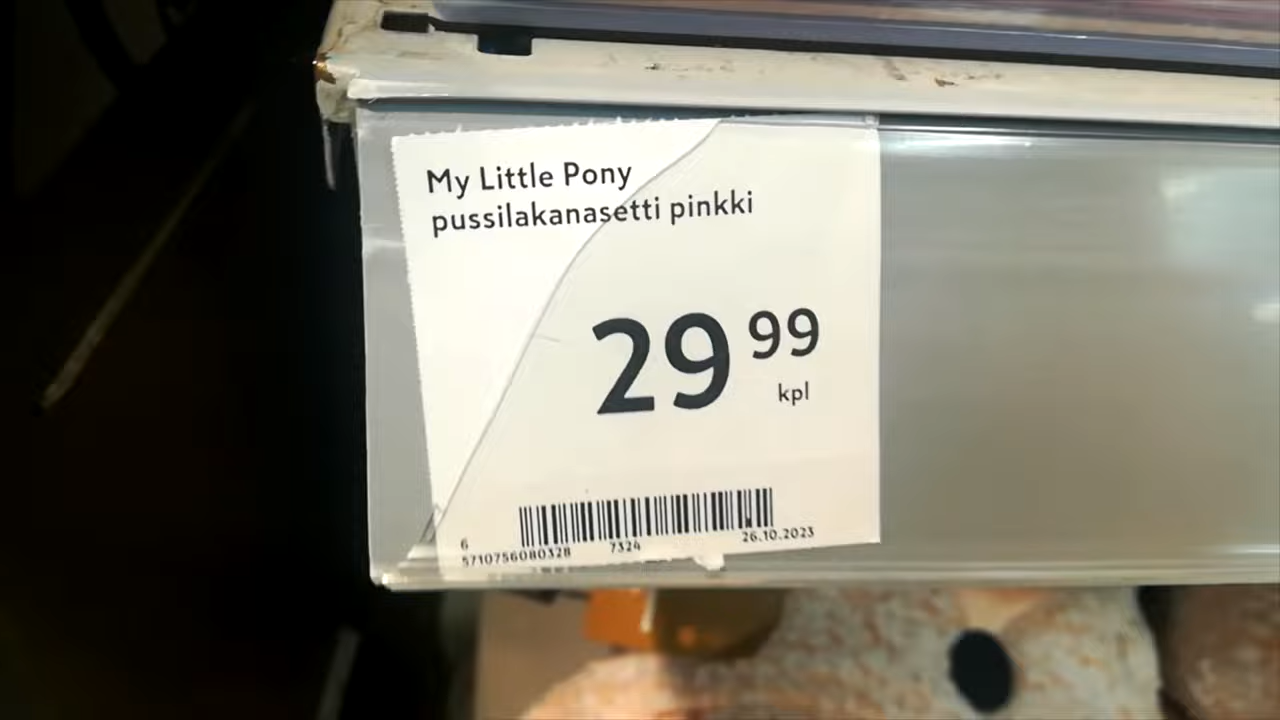 My Little Pony
pussilakanasetti pinkki
29 99
kpl
6
5710756080328 7324 26.10.2023